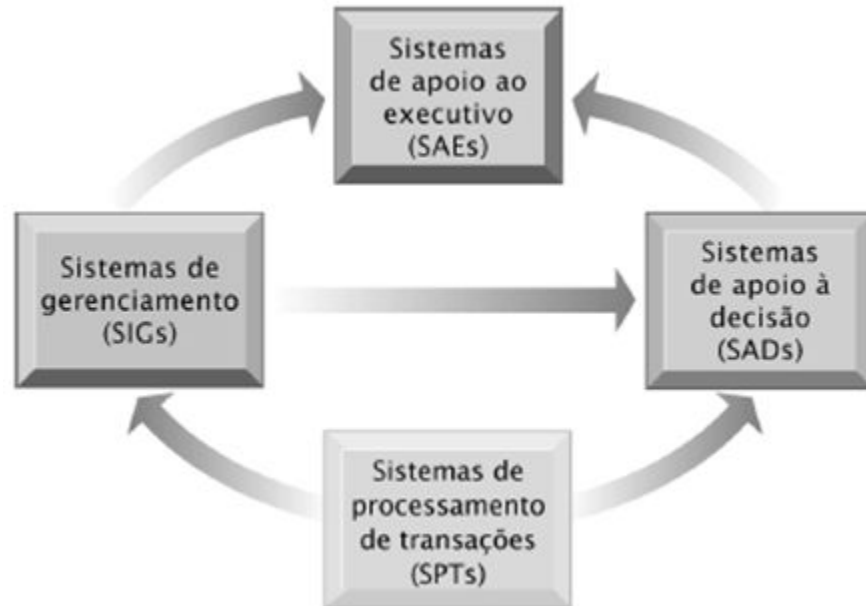 Sistemas
de apoio ao
executivo
(SAEs)
Sistemas de
gerenciamento
(SIGs)
Sistemas
de apoio à
decisão
(SADs)
Sistemas de
processamento
de transações
(SPTs)